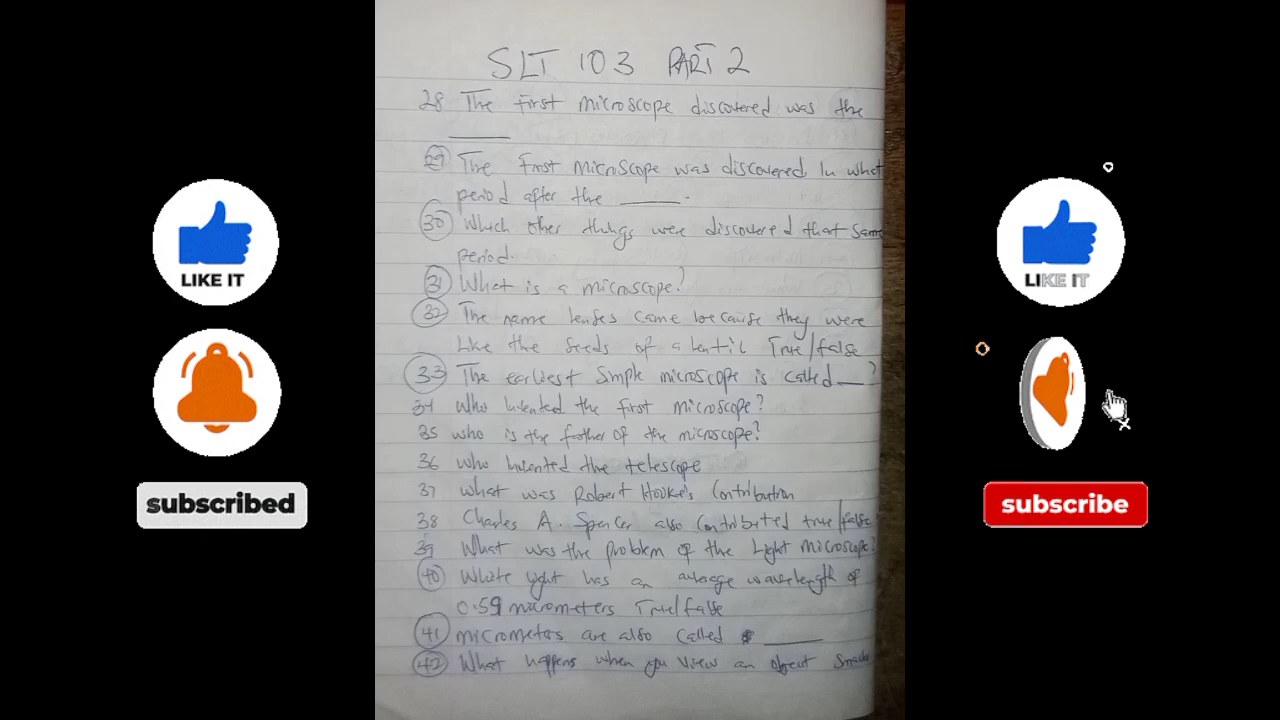 SLT 103 PART 2
28 The first microscope discovered was the
______
29 The first microscope was discovered in what
period after the ______.
30 Which other things were discovered that same
period.
31 What is a microscope?
32 The name lenses came because they were
like the seeds of a lentil True/false
33 The earliest Simple microscope is called __?
34 Who invented the first microscope?
35 who is the father of the microscope?
36 who invented the telescope
37 what was Robert Hooke's Contribution
38 Charles A. Spencer also contributed true/false
39 What was the problem of the Light microscope?
40 White light has an average wavelength of
0.59 micrometers True/false
41 micrometers are also called ______
42 What happens when you view an object
LIKE IT
subscribed
LIKE IT
subscribe